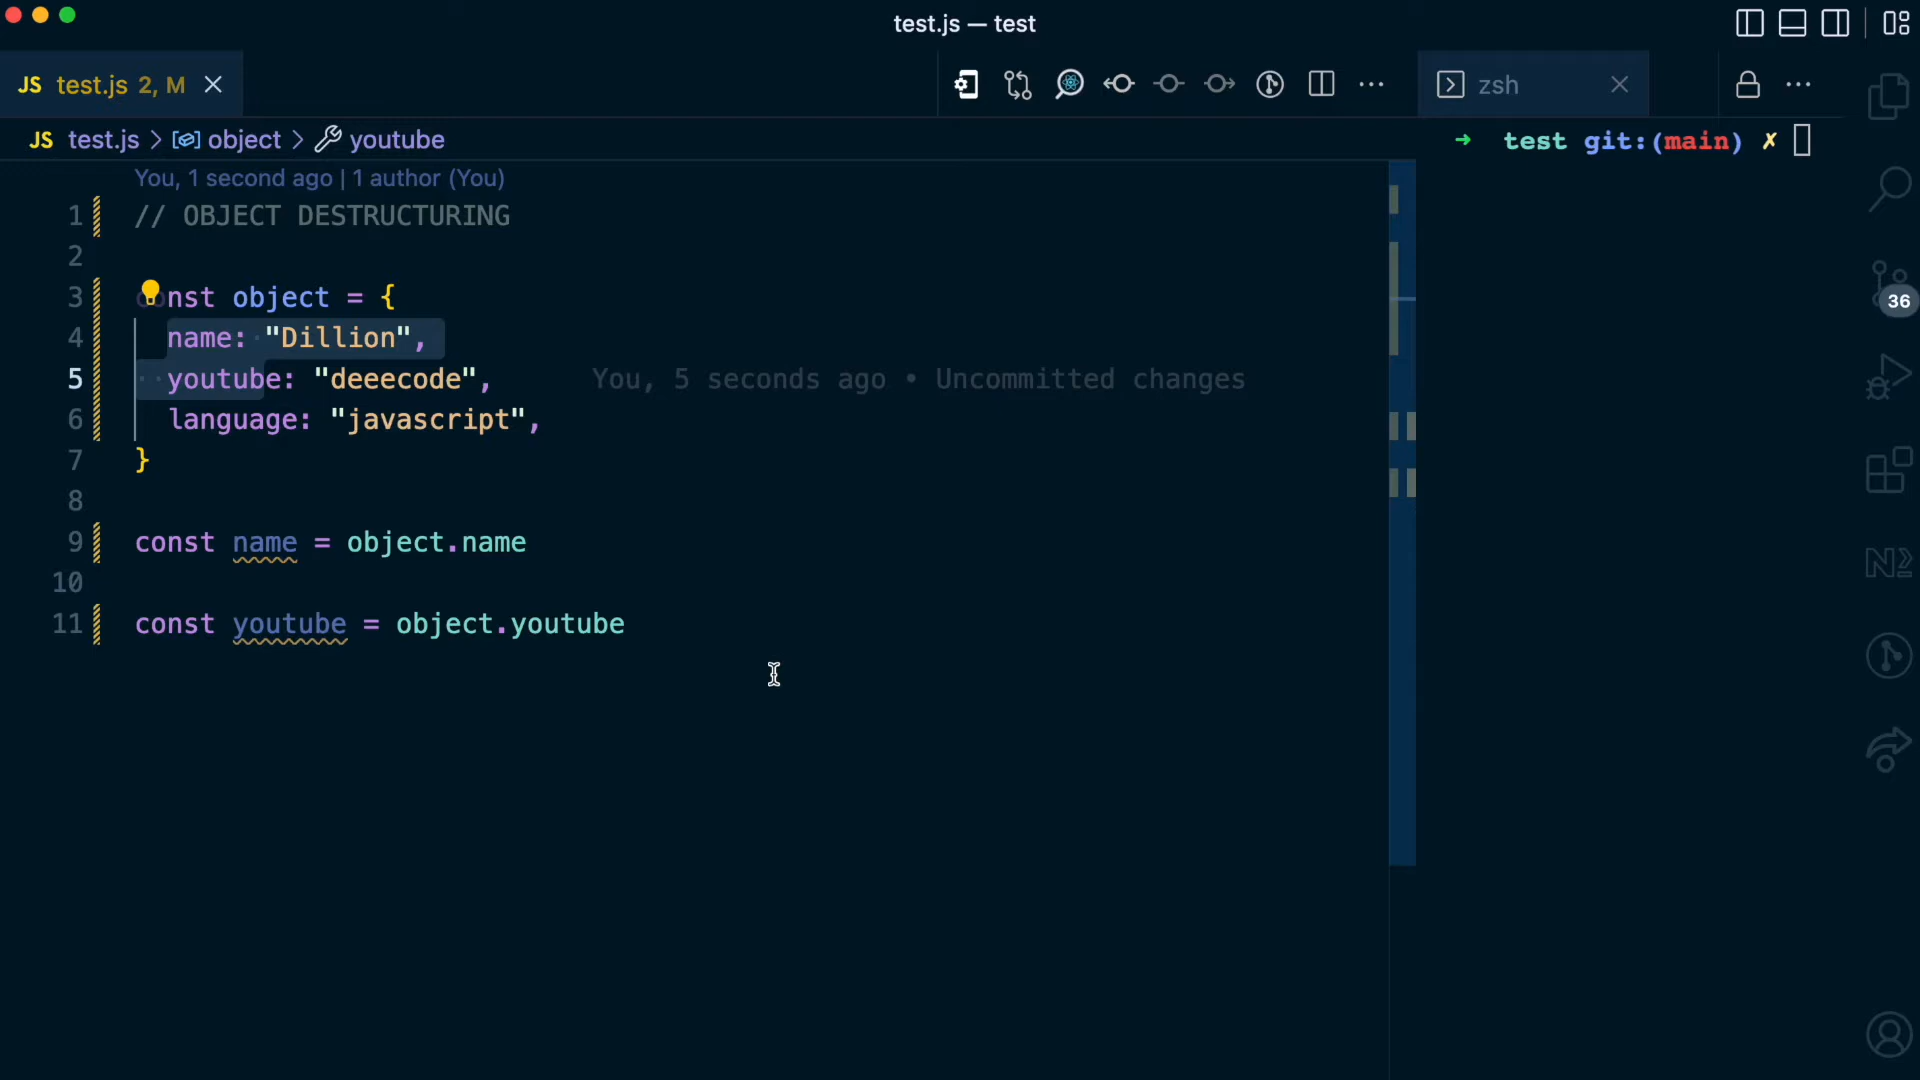 test.js — test
JS test.js 2, M
zsh
JS test.js > object > youtube
➜ test git:(main) ✗
You, 1 second ago | 1 author (You)
1 // OBJECT DESTRUCTURING
2
3 const object = {
4 name: "Dillion",
5 youtube: "deeecode", You, 5 seconds ago • Uncommitted changes
6 language: "javascript",
7 }
8
9 const name = object.name
10
11 const youtube = object.youtube
36